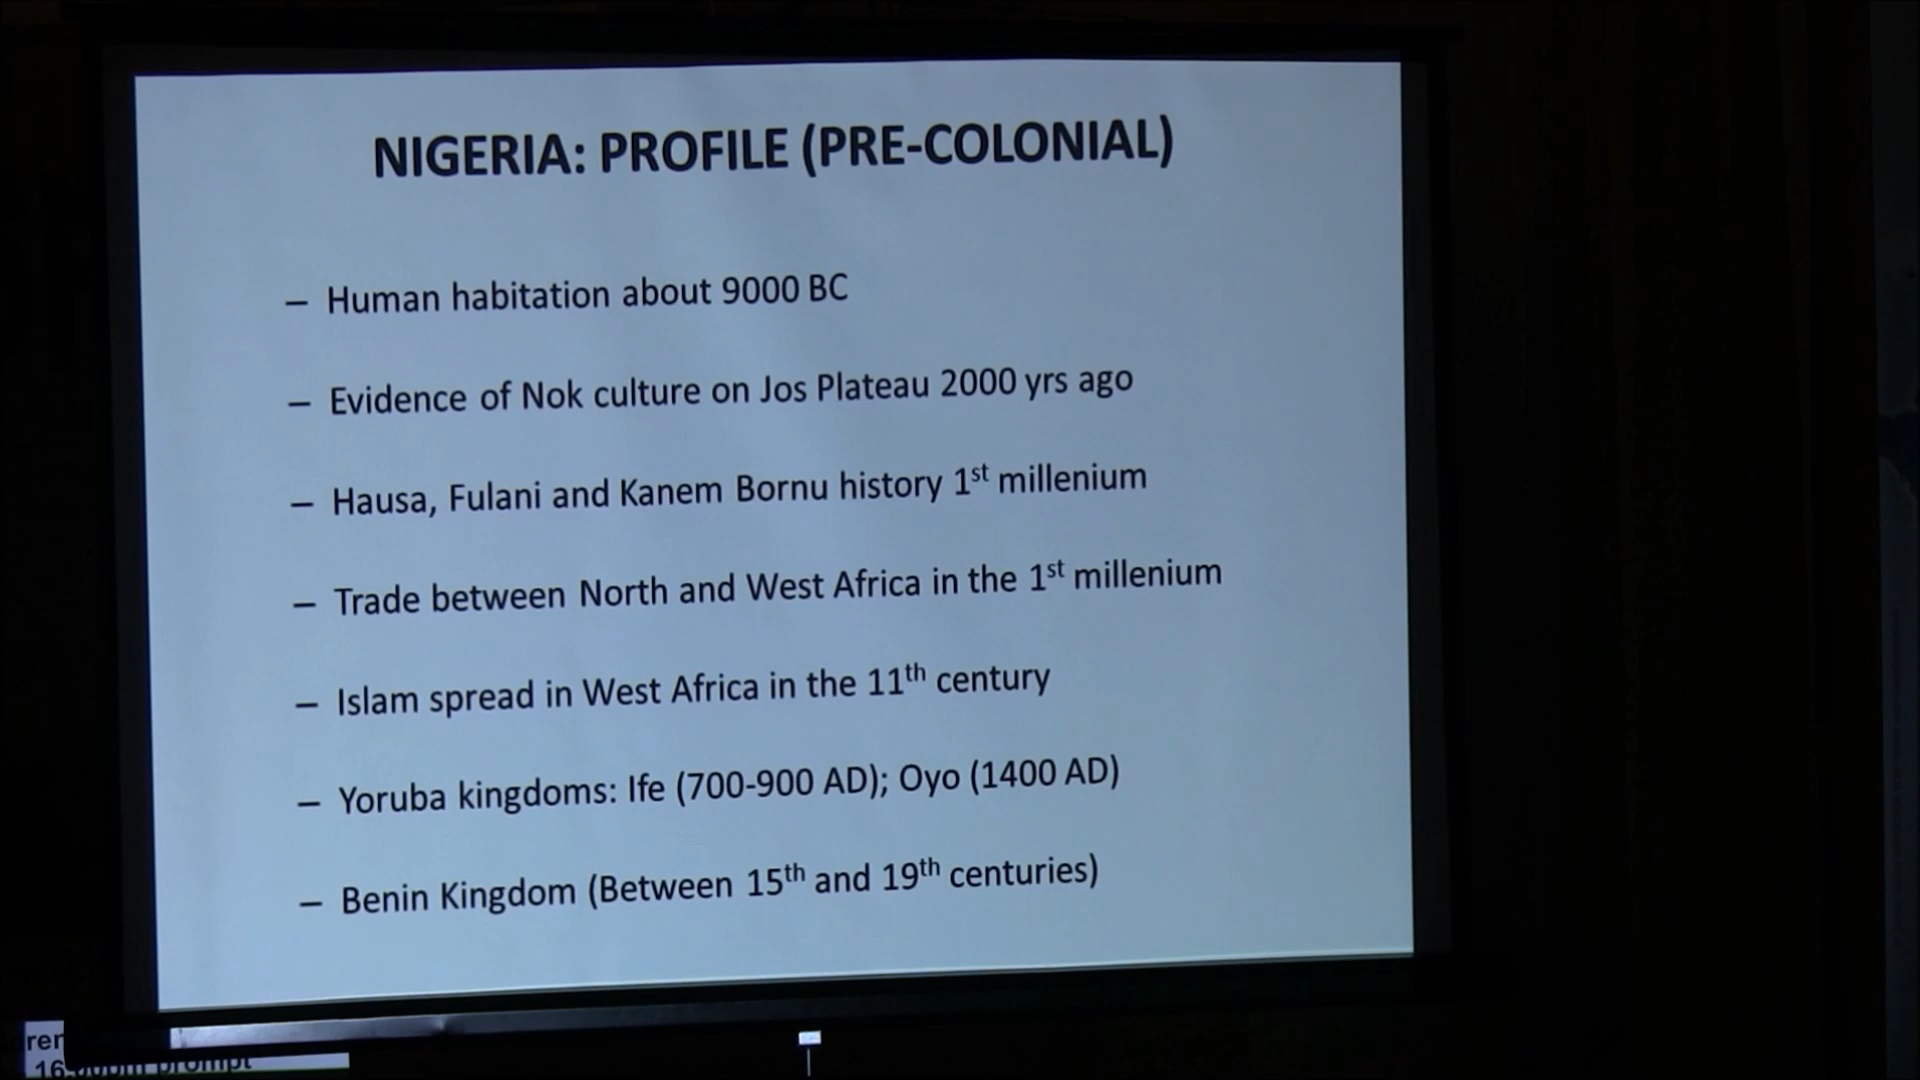 NIGERIA: PROFILE (PRE-COLONIAL)
– Human habitation about 9000 BC
– Evidence of Nok culture on Jos Plateau 2000 yrs ago
– Hausa, Fulani and Kanem Bornu history 1st millenium
– Trade between North and West Africa in the 1st millenium
– Islam spread in West Africa in the 11th century
– Yoruba kingdoms: Ife (700-900 AD); Oyo (1400 AD)
– Benin Kingdom (Between 15th and 19th centuries)
prompt